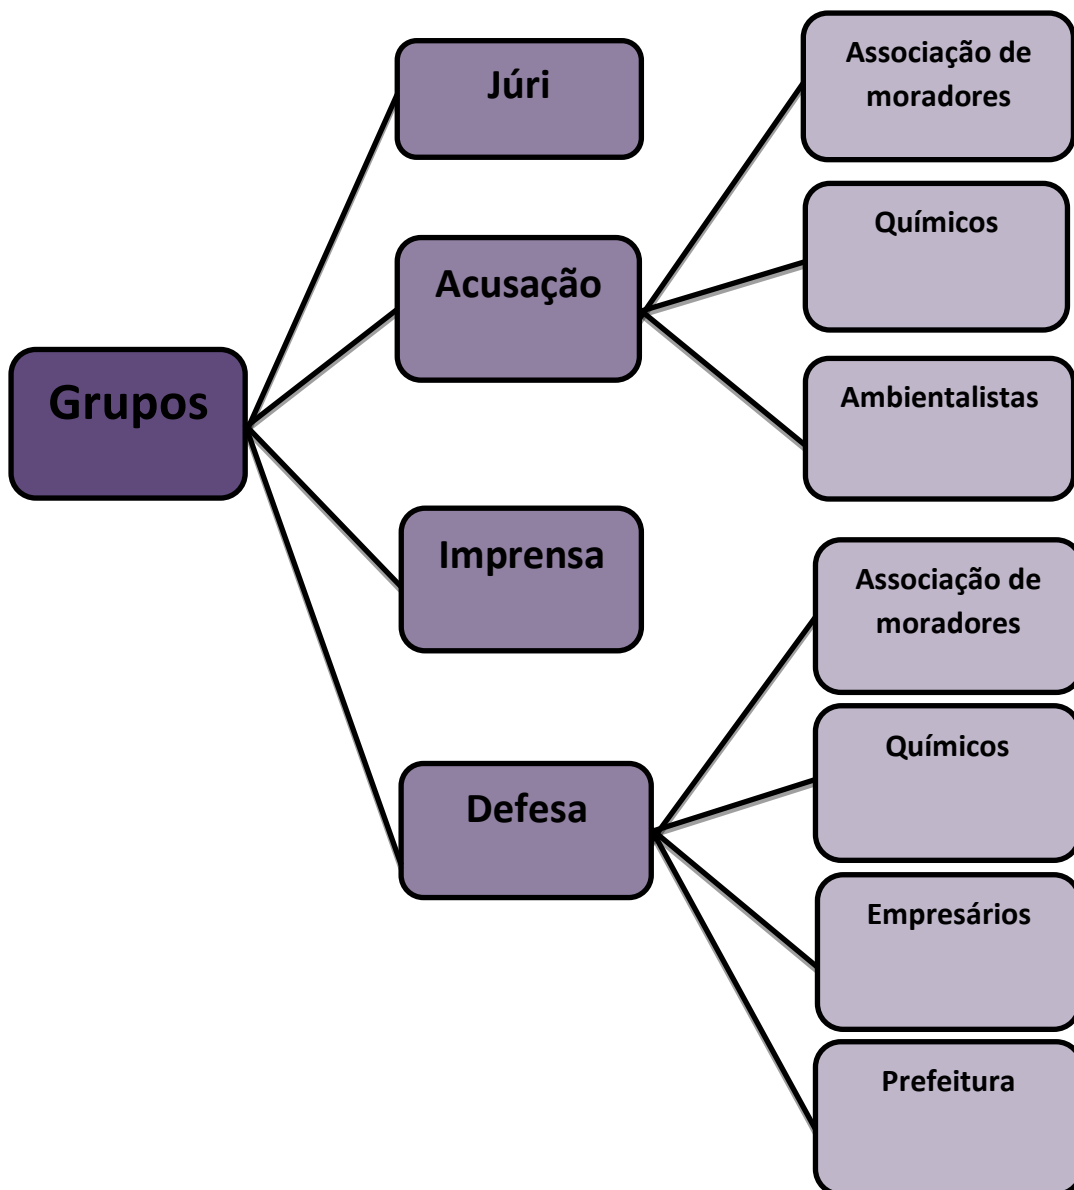 Grupos
Júri
Acusação
Imprensa
Defesa
Associação de
moradores
Químicos
Ambientalistas
Associação de
moradores
Químicos
Empresários
Prefeitura